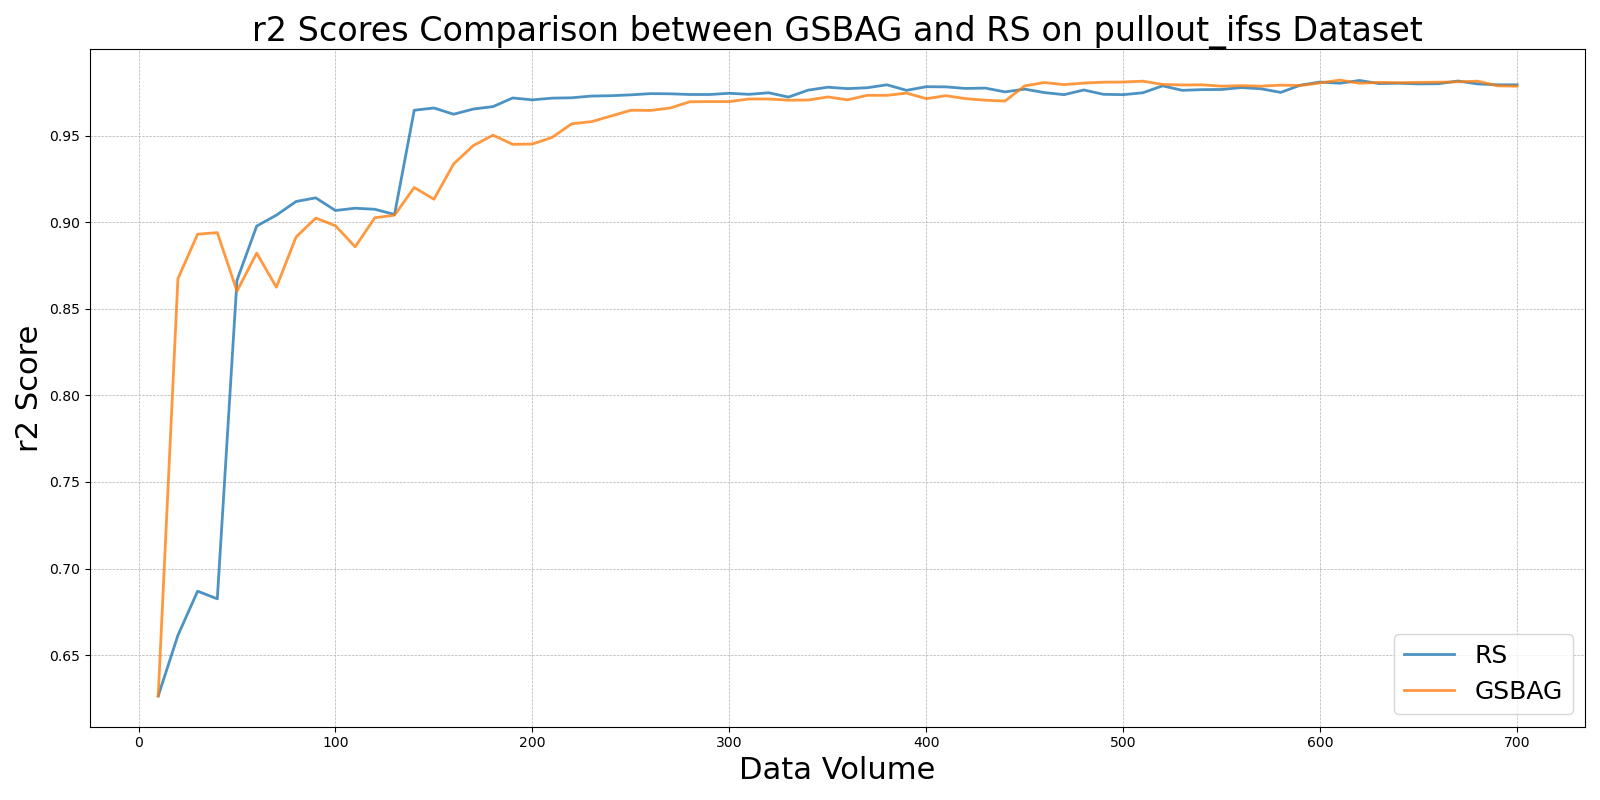 r2 Scores Comparison between GSBAG and RS on pullout_ifss Dataset
r2 Score
0.95
0.90
0.85
0.80
0.75
0.70
0.65
0 100 200 300 400 500 600 700
Data Volume
RS
GSBAG